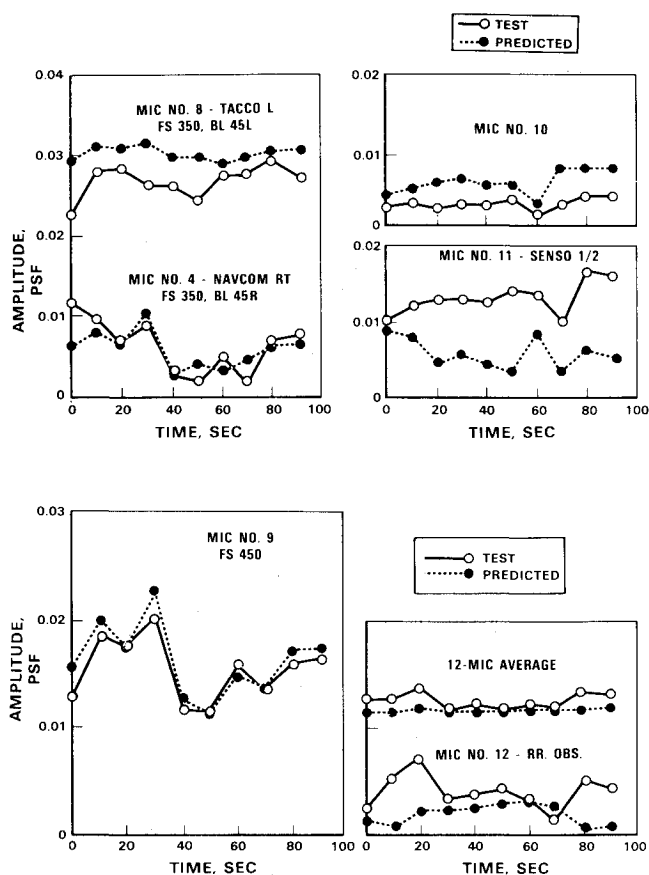 TEST
PREDICTED
0.04
0.03
0.02
0.01
0
MIC NO. 8 - TACCO L
FS 350, BL 45L
MIC NO. 4 - NAVCOM RT
FS 350, BL 45R
AMPLITUDE,
PSF
0 20 40 60 80 100
TIME, SEC
0.02
0.01
0
MIC NO. 10
0.02
0.01
0
MIC NO. 11 - SENSO 1/2
0 20 40 60 80 100
TIME, SEC
0.03
0.02
0.01
0
MIC NO. 9
FS 450
AMPLITUDE,
PSF
0 20 40 60 80 100
TIME, SEC
TEST
PREDICTED
12-MIC AVERAGE
MIC NO. 12 - RR. OBS.
0 20 40 60 80 100
TIME, SEC